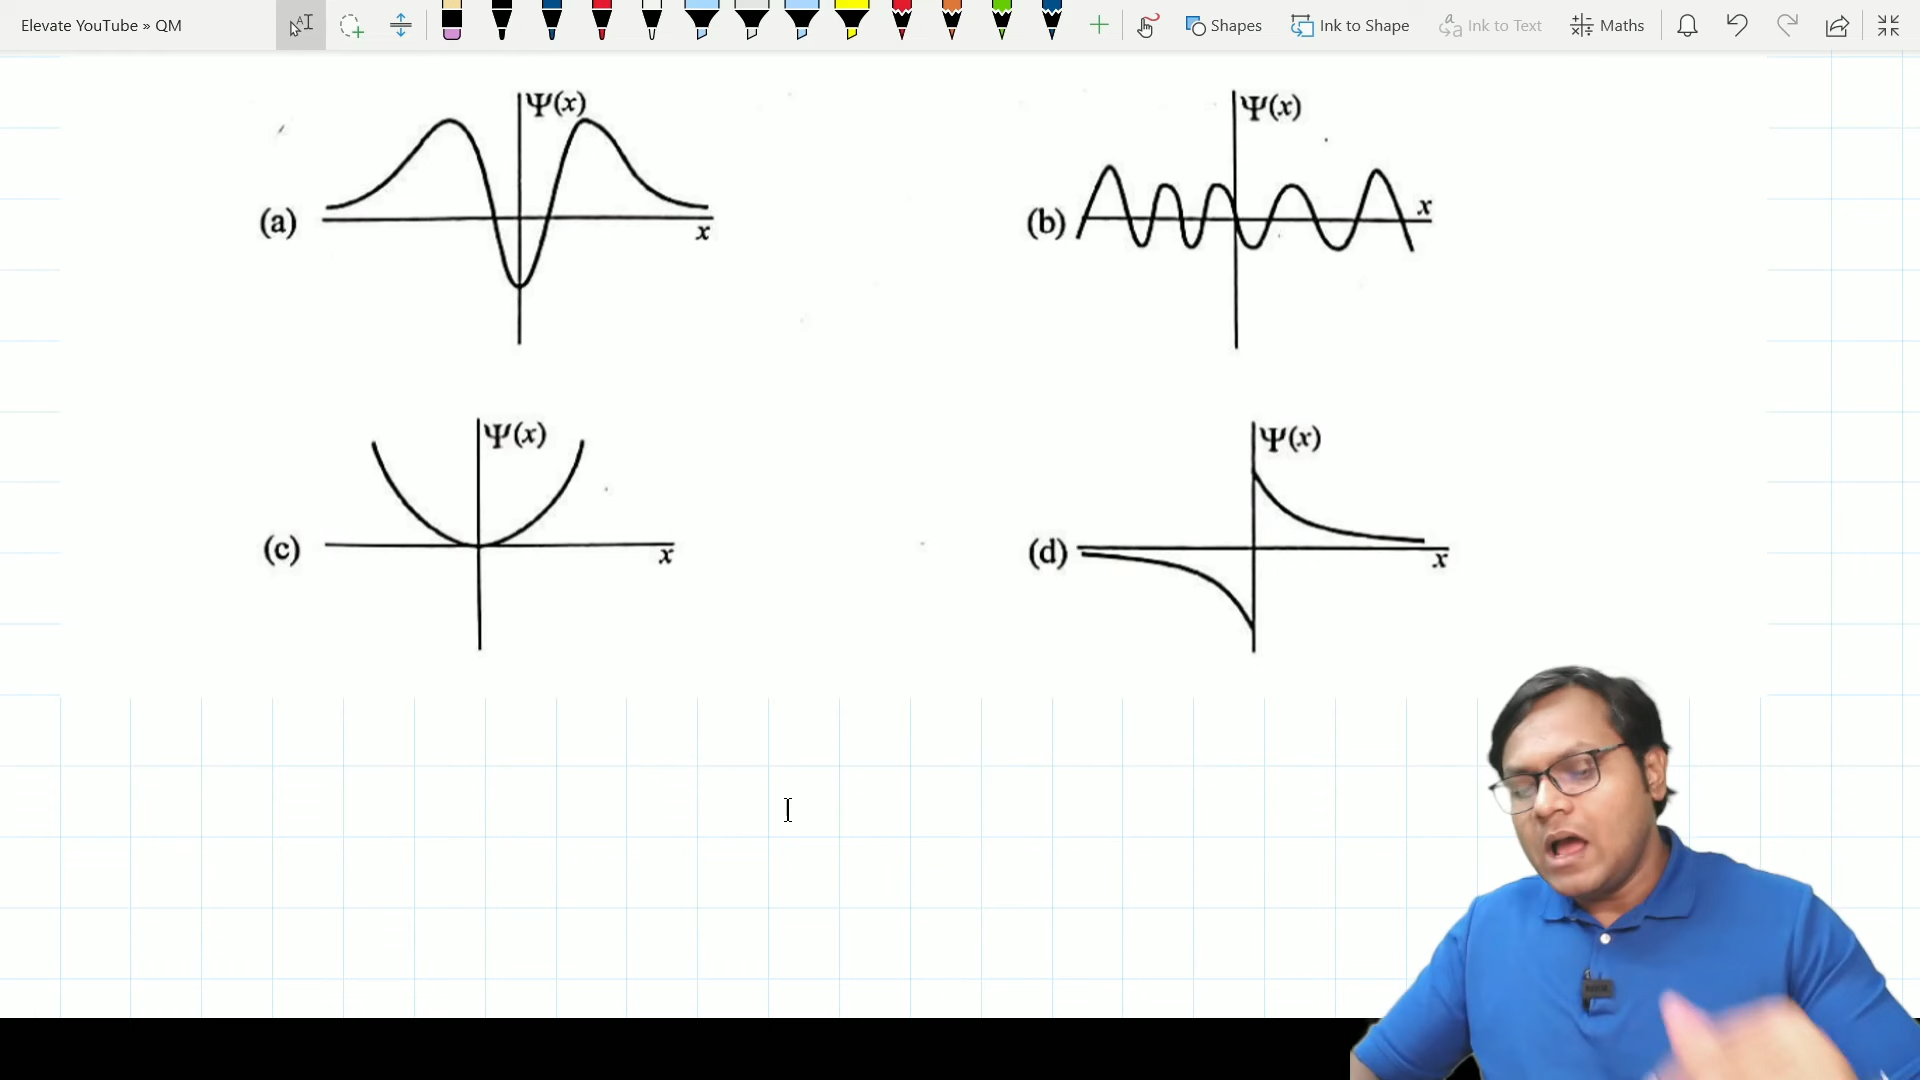 Elevate YouTube » QM
Shapes
Ink to Shape
Ink to Text
Maths
(a) Ψ(x) x
(b) Ψ(x) x
(c) Ψ(x) x
(d) Ψ(x) x